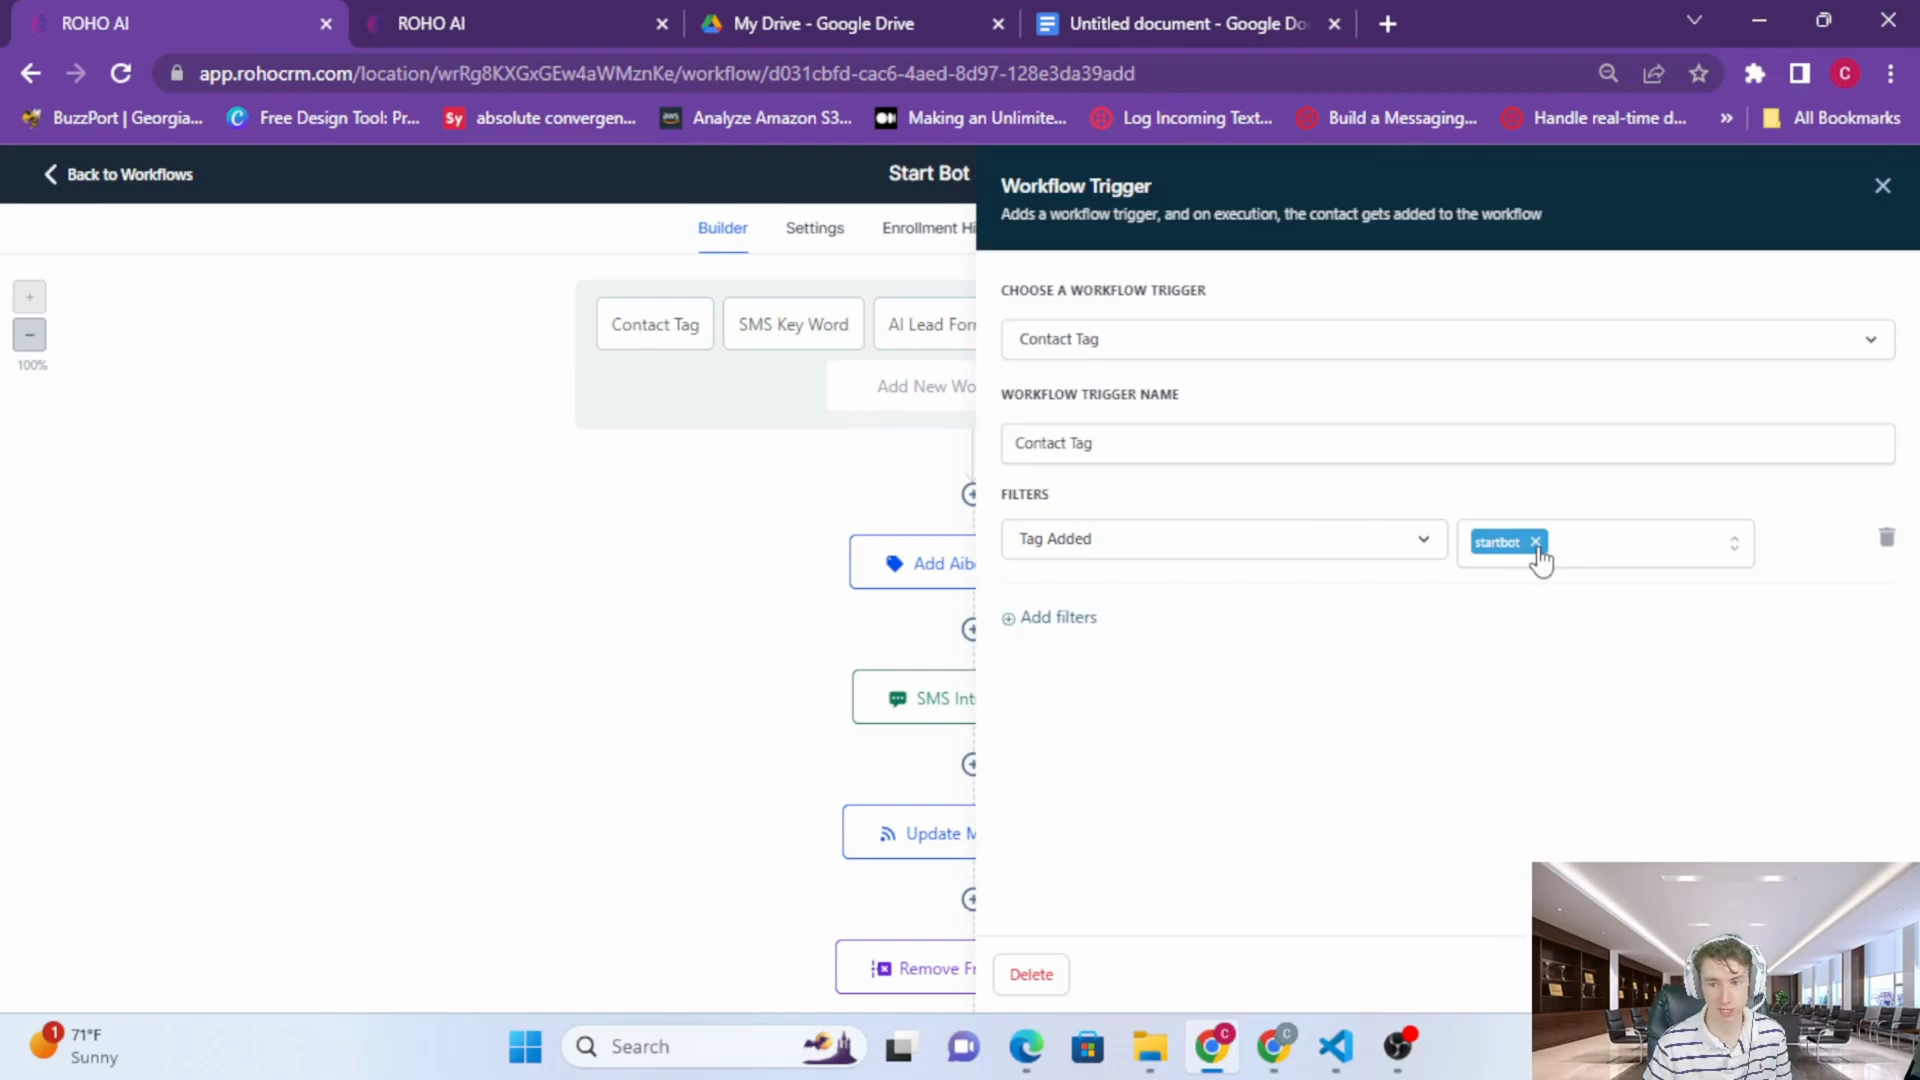 ROHO AI
ROHO AI
My Drive - Google Drive
Untitled document - Google Do
app.rohocrm.com/location/wrRg8KXGxGEw4aWMznKe/workflow/d031cbfd-cac6-4aed-8d97-128e3da39add
C
BuzzPort | Georgia...
C Free Design Tool: Pr...
Sy absolute convergen...
Analyze Amazon S3...
Making an Unlimite...
Log Incoming Text...
Build a Messaging...
Handle real-time d...
» All Bookmarks
Back to Workflows
Start Bot
Builder
Settings
Enrollment Hi
+
-
100%
Contact Tag
SMS Key Word
AI Lead For
Add New Wo
Add Aibo
SMS Int
Update M
Remove Fr
Workflow Trigger
Adds a workflow trigger, and on execution, the contact gets added to the workflow
CHOOSE A WORKFLOW TRIGGER
Contact Tag
WORKFLOW TRIGGER NAME
Contact Tag
FILTERS
Tag Added
startbot
Add filters
Delete
1
71°F
Sunny
Search
C
C